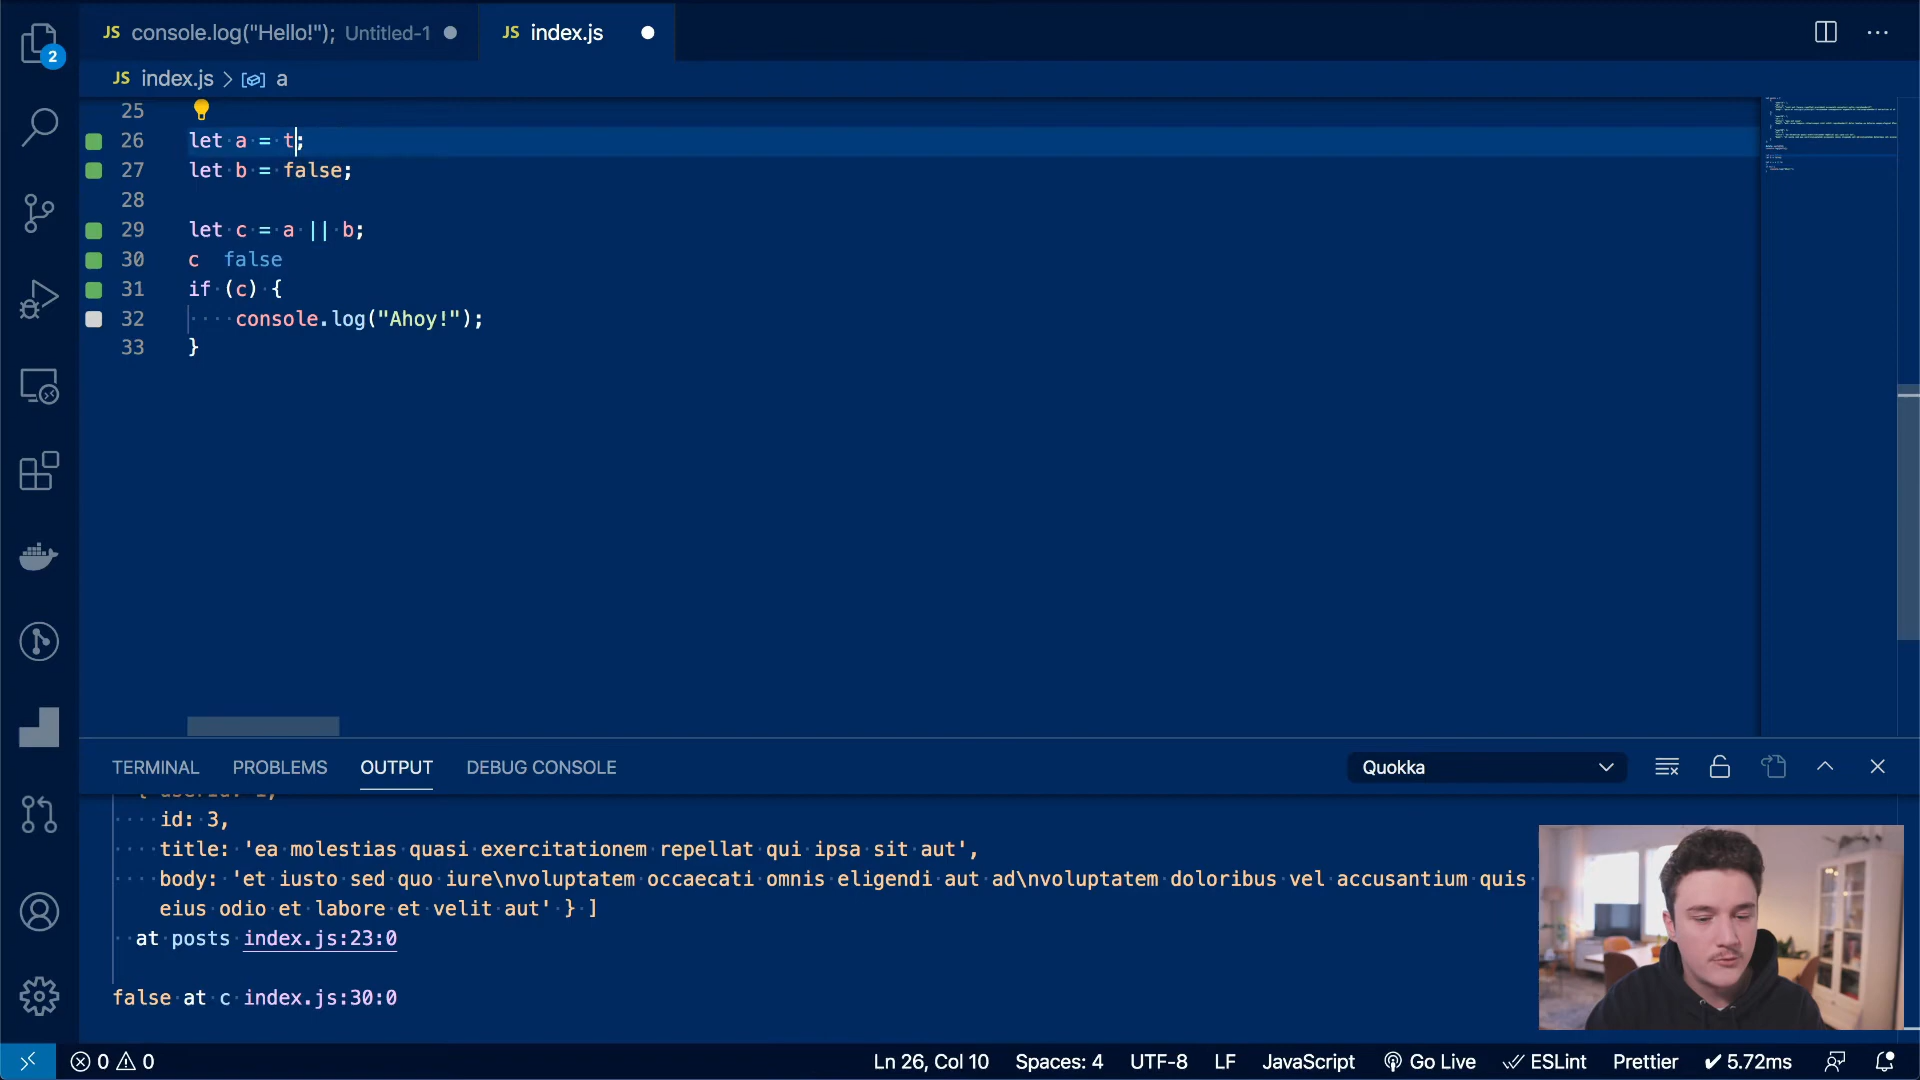 JS console.log("Hello!"); Untitled-1
JS index.js
2
JS index.js > a
25
26 let a = t;
27 let b = false;
28
29 let c = a || b;
30 c false
31 if (c) {
32 console.log("Ahoy!");
33 }
TERMINAL PROBLEMS OUTPUT DEBUG CONSOLE Quokka
id: 3,
title: 'ea molestias quasi exercitationem repellat qui ipsa sit aut',
body: 'et iusto sed quo iure\nvoluptatem occaecati omnis eligendi aut ad\nvoluptatem doloribus vel accusantium quis
eius odio et labore et velit aut' } ]
at posts index.js:23:0
false at c index.js:30:0
0 0 Ln 26, Col 10 Spaces: 4 UTF-8 LF JavaScript Go Live ESLint Prettier ✔ 5.72ms